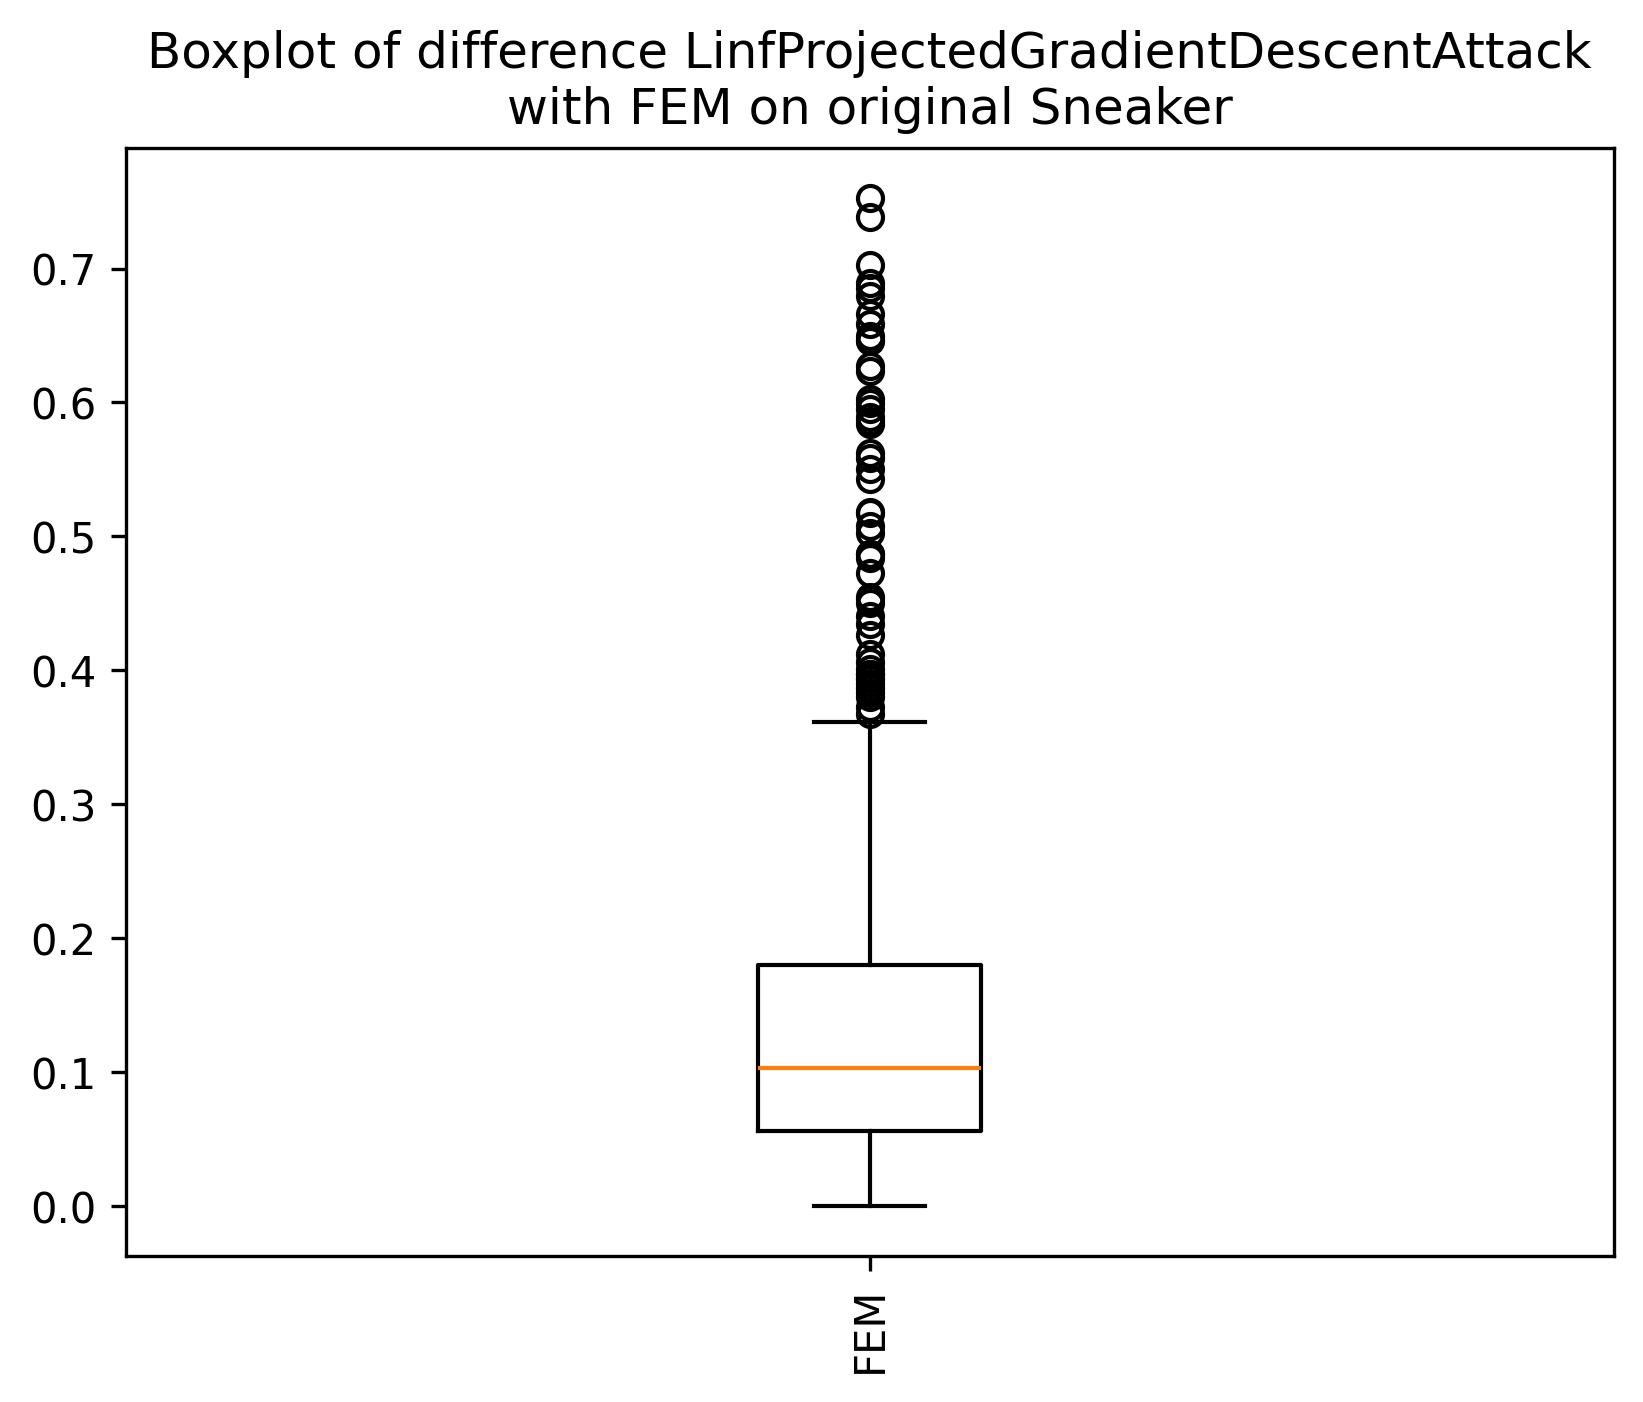 Boxplot of difference LinfProjectedGradientDescentAttack
with FEM on original Sneaker
0.7
0.6
0.5
0.4
0.3
0.2
0.1
0.0
FEM